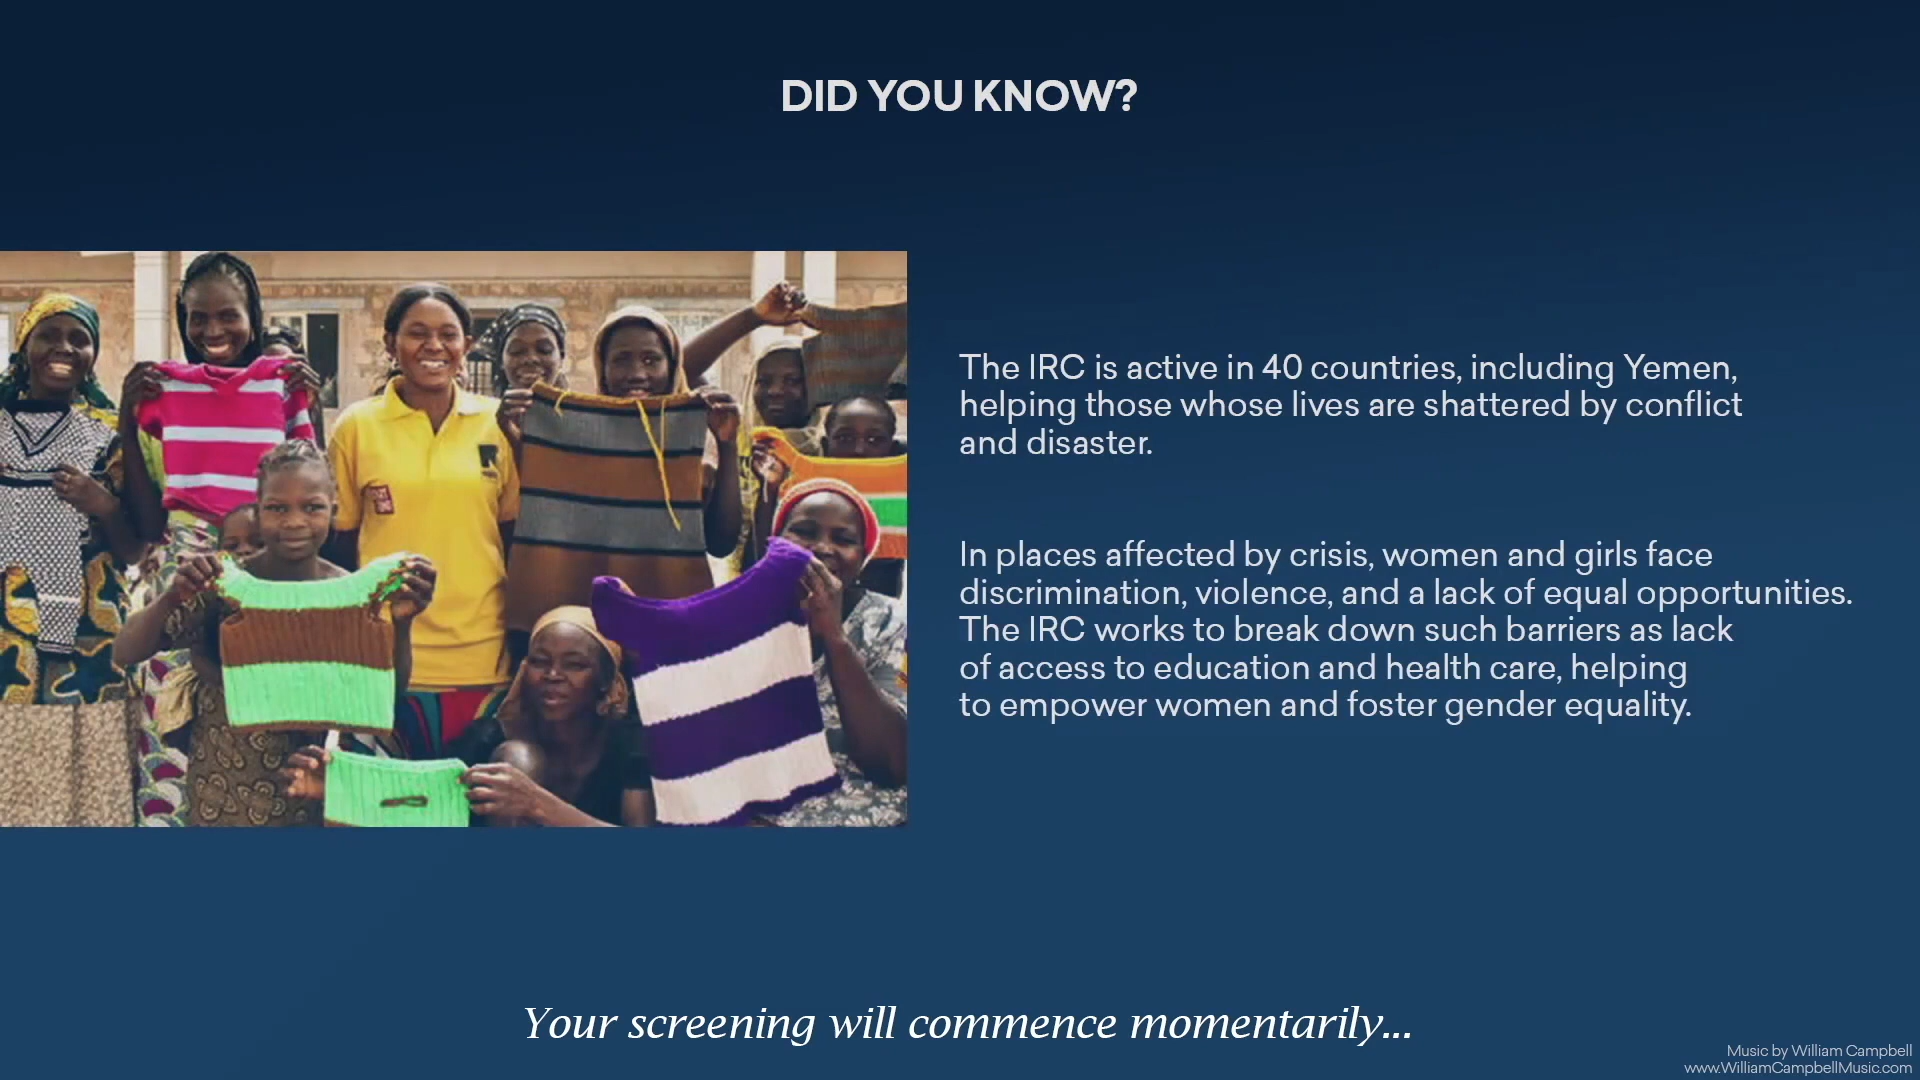 DID YOU KNOW?
The IRC is active in 40 countries, including Yemen,
helping those whose lives are shattered by conflict
and disaster.
In places affected by crisis, women and girls face
discrimination, violence, and a lack of equal opportunities.
The IRC works to break down such barriers as lack
of access to education and health care, helping
to empower women and foster gender equality.
Your screening will commence momentarily...
Music by William Campbell
www.WilliamCampbellMusic.com